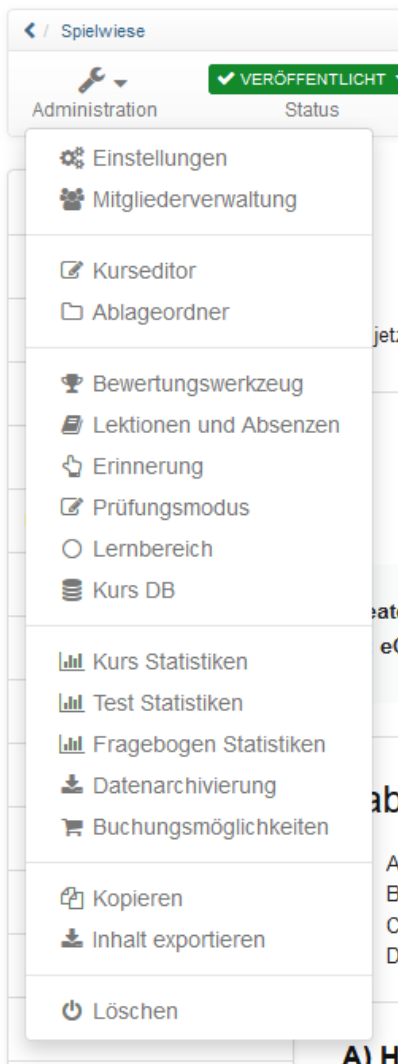 / Spielwiese
Administration
VERÖFFENTLICHT
Status
Einstellungen
Mitgliederverwaltung
Kurseditor
Ablageordner
Bewertungswerkzeug
Lektionen und Absenzen
Erinnerung
Prüfungsmodus
Lernbereich
Kurs DB
Kurs Statistiken
Test Statistiken
Fragebogen Statistiken
Datenarchivierung
Buchungsmöglichkeiten
Kopieren
Inhalt exportieren
Löschen
A
B
C
D
A) H